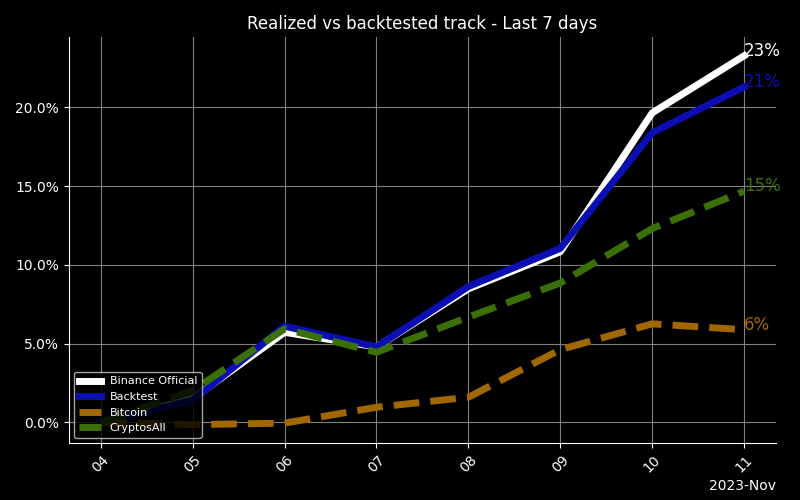 Realized vs backtested track - Last 7 days
23%
21%
20.0%
15.0%
15%
10.0%
6%
5.0%
0.0%
Binance Official
Backtest
Bitcoin
CryptosAll
04 05 06 07 08 09 10 11
2023-Nov